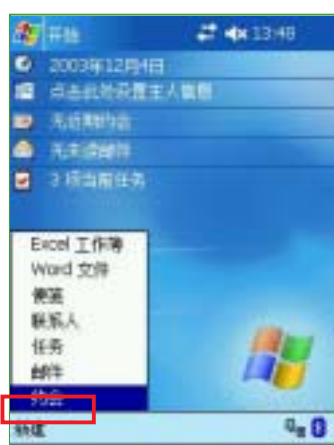 开始 13:49
2003年12月4日
点击此处设置主人信息
无近期约会
无未读邮件
3 项当前任务
Excel 工作簿
Word 文件
便笺
联系人
任务
邮件
约会
新建